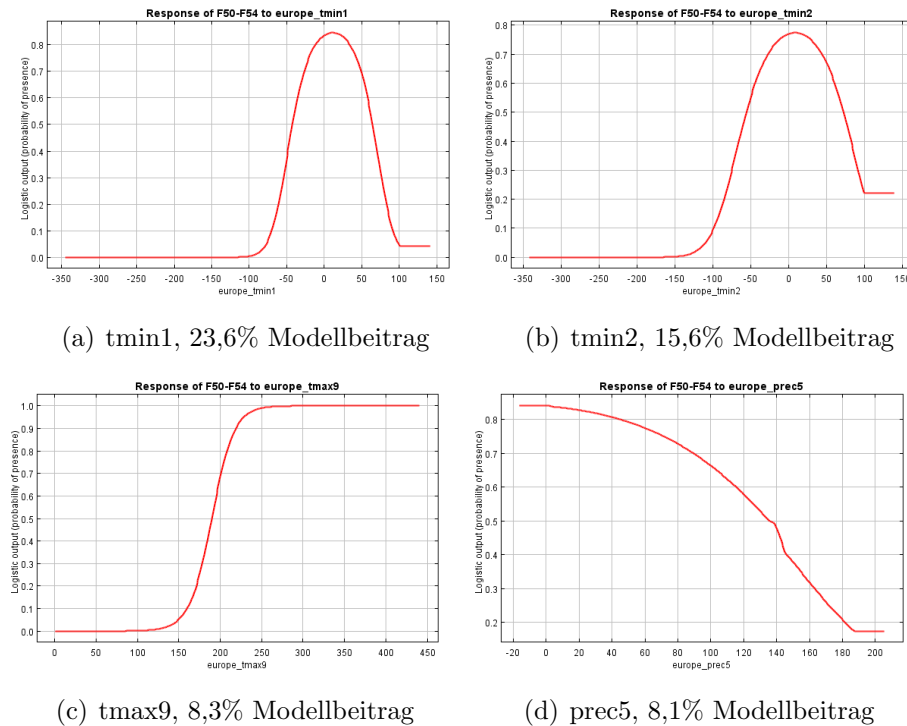 Response of F50-F54 to europe_tmin1
Logistic output (probability of presence)
0.8
0.7
0.6
0.5
0.4
0.3
0.2
0.1
0.0
-350 -300 -250 -200 -150 -100 -50 0 50 100 150
europe_tmin1
(a) tmin1, 23,6% Modellbeitrag
Response of F50-F54 to europe_tmin2
Logistic output (probability of presence)
0.8
0.7
0.6
0.5
0.4
0.3
0.2
0.1
0.0
-350 -300 -250 -200 -150 -100 -50 0 50 100 150
europe_tmin2
(b) tmin2, 15,6% Modellbeitrag
Response of F50-F54 to europe_tmax9
Logistic output (probability of presence)
1.0
0.9
0.8
0.7
0.6
0.5
0.4
0.3
0.2
0.1
0.0
0 50 100 150 200 250 300 350 400 450
europe_tmax9
(c) tmax9, 8,3% Modellbeitrag
Response of F50-F54 to europe_prec5
Logistic output (probability of presence)
0.8
0.7
0.6
0.5
0.4
0.3
0.2
-20 0 20 40 60 80 100 120 140 160 180 200
europe_prec5
(d) prec5, 8,1% Modellbeitrag